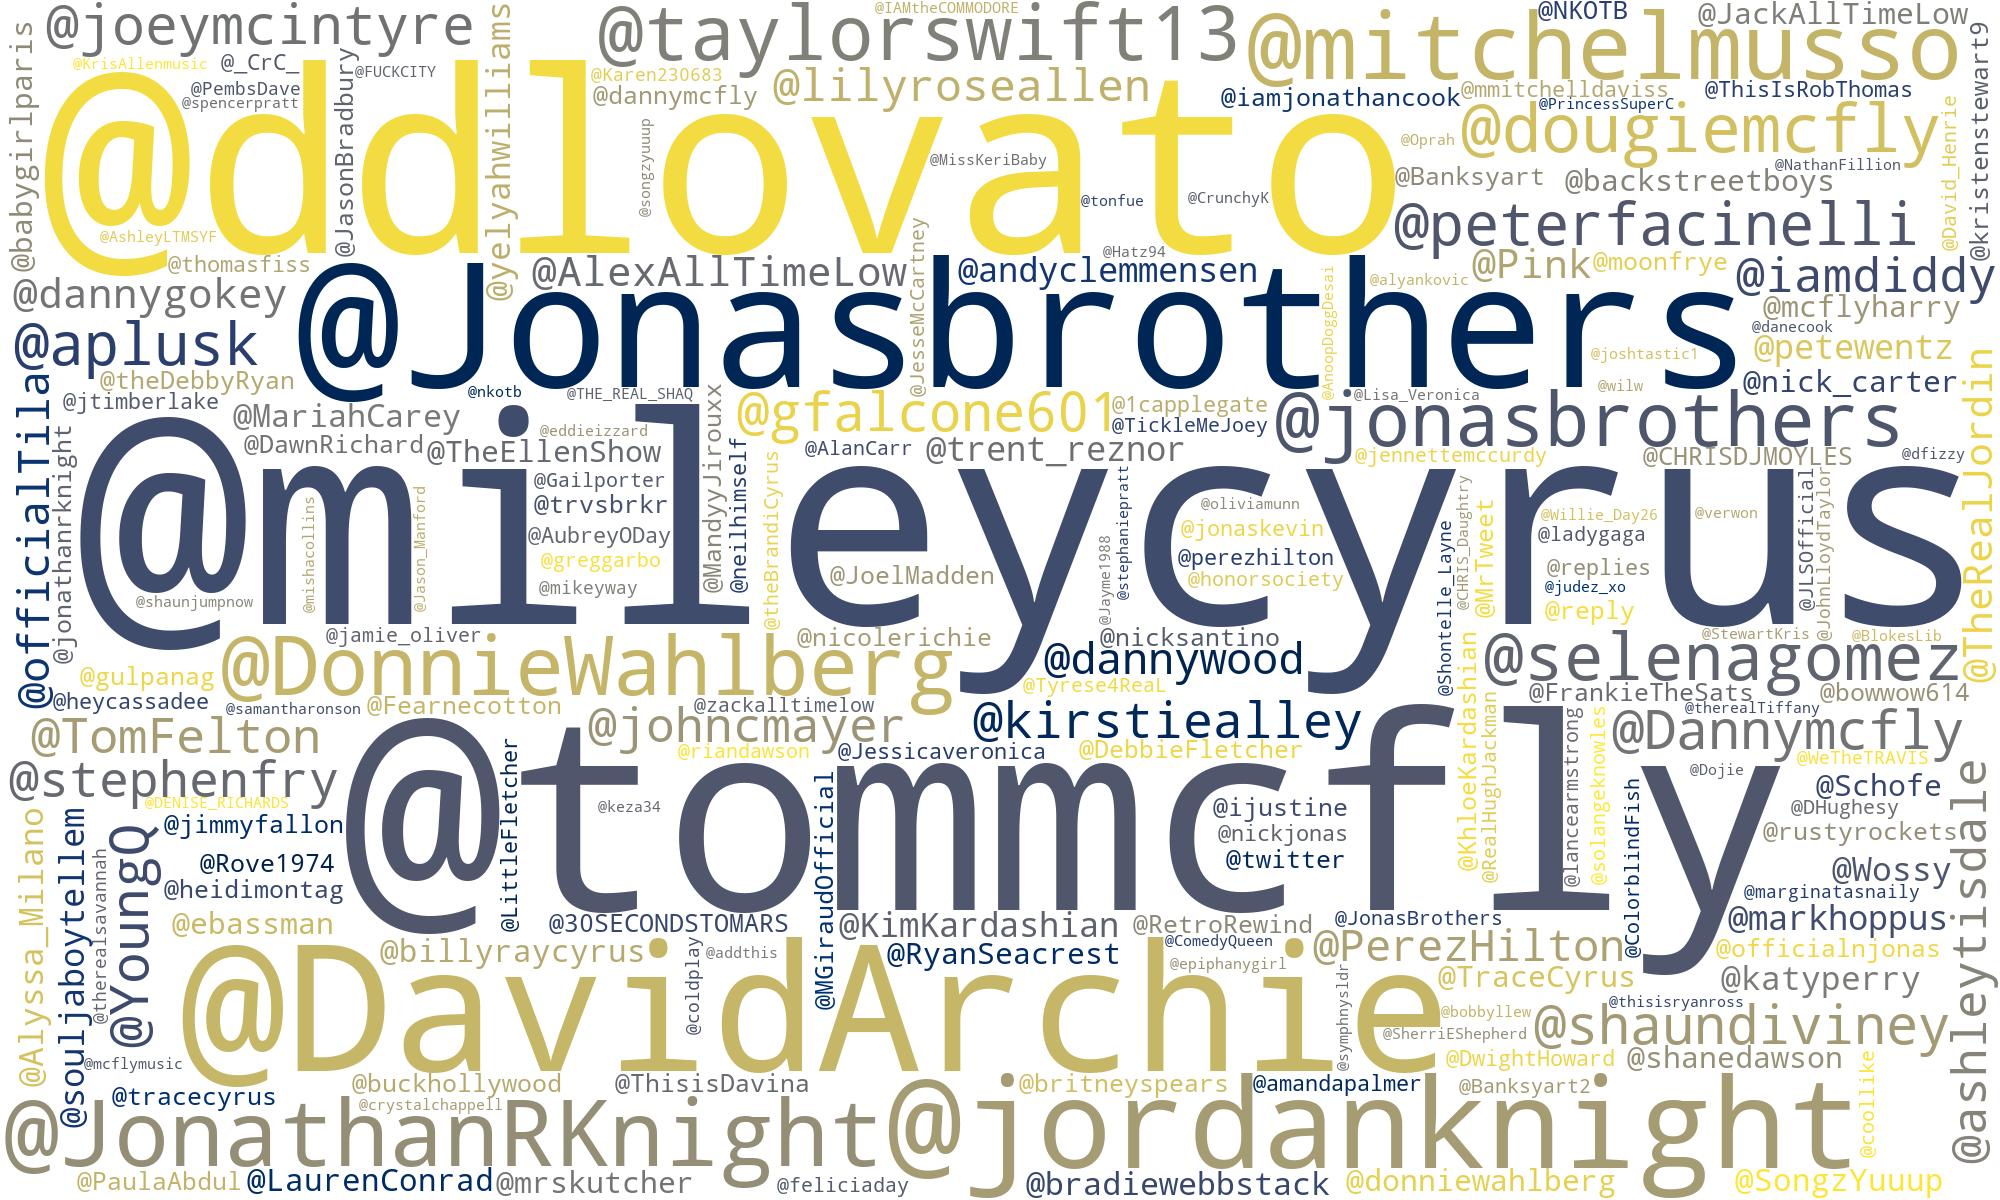 @joeymcintyre
@taylorswift13
@IAMtheCOMMODORE
@mitchelmusso
@NKOTB
@JackAllTimeLow
@babygirlparis
@KrisAllenmusic
@_CrC_
@JasonBradbury
@FUCKCITY
@yelyahwilliams
@Karen230683
@dannymcfly
@lilyroseallen
@PembsDave
@spencerpratt
@iamjonathancook
@mmitchelldaviss
@ThisIsRobThomas
@PrincessSuperC
@kristenstewart9
@ddlovato
@songzyuuup
@MissKeriBaby
@tonfue
@CrunchyK
@Hatz94
@Oprah
@dougiemcfly
@David_Henrie
@NathanFillion
@Banksyart
@backstreetboys
@peterfacinelli
@AshleyLTMSYF
@thomasfiss
@AlexAllTimeLow
@JesseMcCartney
@andyclemmensen
@Pink
@moonfrye
@iamdiddy
@dannygokey
@AnoopDoggDesai
@alyankovic
@mcflyharry
@aplusk
@Jonasbrothers
@danecook
@joshtastic1
@petewentz
@theDebbyRyan
@wilw
@nick_carter
@officialTila
@jtimberlake
@nkotb
@THE_REAL_SHAQ
@gfalcone601
@1capplegate
@Lisa_Veronica
@jonasbrothers
@TheRealJordin
@MariahCarey
@MandyyJirouxx
@TickleMeJoey
@jonathanrknight
@DawnRichard
@TheEllenShow
@eddieizzard
@neilhimself
@theBrandiCyrus
@AlanCarr
@trent_reznor
@jennettemccurdy
@CHRISDJMOYLES
@dfizzy
@mileycyrus
@mishacollins
@Jason_Manford
@Gailporter
@trvsbrkr
@AubreyODay
@greggarbo
@mikeyway
@JoelMadden
@Jayme1988
@stephaniepratt
@oliviamunn
@jonaskevin
@perezhilton
@honorsociety
@Shontelle_Layne
@CHRIS_Daughtry
@MrTweet
@Willie_Day26
@ladygaga
@replies
@judez_xo
@reply
@verwon
@JLSOfficial
@JohnLloydTaylor
@shaunjumpnow
@jamie_oliver
@nicolerichie
@nicksantino
@StewartKris
@BlokesLib
@gulpanag
@DonnieWahlberg
@dannywood
@KhloeKardashian
@selenagomez
@Tyrese4ReaL
@heycassadee
@samantharonson
@Fearnecotton
@zackalltimelow
@RealHughJackman
@FrankieTheSats
@bowwow614
@therealTiffany
@TomFelton
@johncmayer
@kirstiealley
@lancearmstrong
@solangeknowles
@Dannymcfly
@riandawson
@Jessicaveronica
@DebbieFletcher
@WeTheTRAVIS
@ashleytisdale
@stephenfry
@LittleFletcher
@tommcfly
@MGiraudOfficial
@Dojie
@Schofe
@DENISE_RICHARDS
@keza34
@ijustine
@ColorblindFish
@DHughesy
@Alyssa_Milano
@souljaboytellem
@therealsavannah
@YoungQ
@jimmyfallon
@nickjonas
@rustyrockets
@Rove1974
@twitter
@Wossy
@heidimontag
@marginatasnaily
@ebassman
@30SECONDSTOMARS
@KimKardashian
@RetroRewind
@JonasBrothers
@markhoppus
@billyraycyrus
@coldplay
@addthis
@RyanSeacrest
@ComedyQueen
@epiphanygirl
@PerezHilton
@officialnjonas
@TraceCyrus
@katyperry
@DavidArchie
@symphnysldr
@bobbyllew
@thisisryanross
@SherriEShepherd
@shaundiviney
@mcflymusic
@DwightHoward
@shanedawson
@coollike
@tracecyrus
@buckhollywood
@ThisisDavina
@britneyspears
@amandapalmer
@Banksyart2
@crystalchappell
@JonathanRKnight
@jordanknight
@PaulaAbdul
@LaurenConrad
@mrskutcher
@feliciaday
@bradiewebbstack
@donniewahlberg
@SongzYuuup